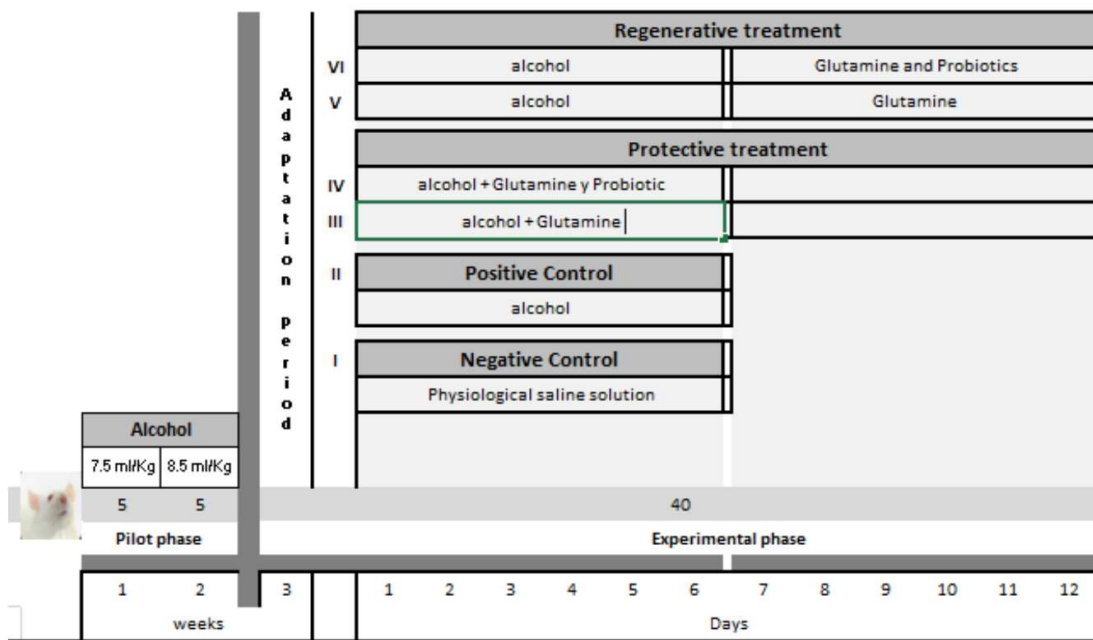 Regenerative treatment
VI alcohol Glutamine and Probiotics
V alcohol Glutamine
Protective treatment
IV alcohol + Glutamine y Probiotic
III alcohol + Glutamine
II Positive Control
alcohol
I Negative Control
Physiological saline solution
Adaptation period
Alcohol
7.5 ml/Kg 8.5 ml/Kg
5 5 40
Pilot phase Experimental phase
1 2 3 1 2 3 4 5 6 7 8 9 10 11 12
weeks Days